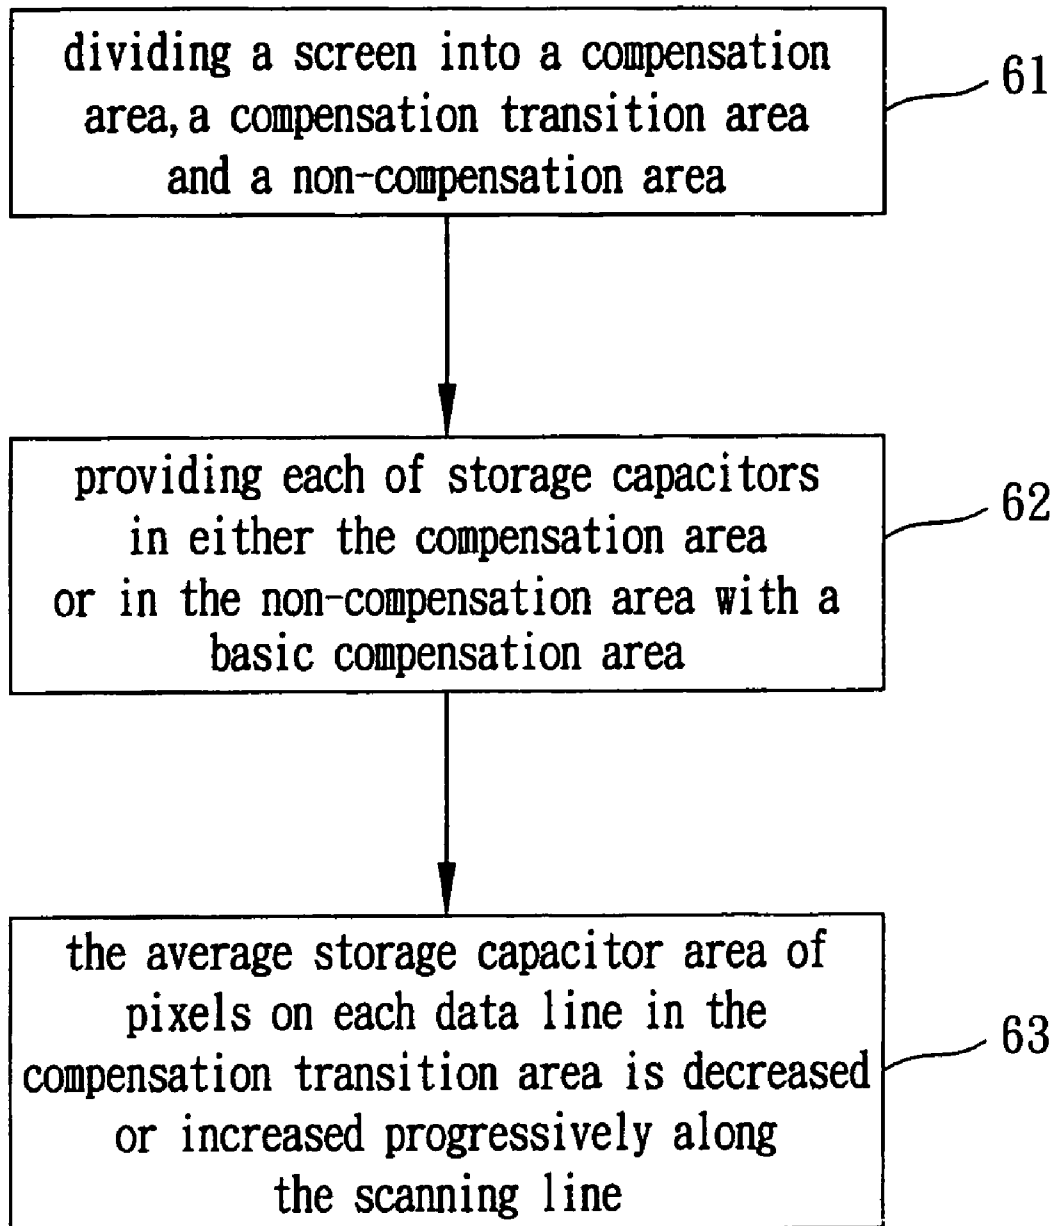 dividing a screen into a compensation
area, a compensation transition area
and a non-compensation area
61
providing each of storage capacitors
in either the compensation area
or in the non-compensation area with a
basic compensation area
62
the average storage capacitor area of
pixels on each data line in the
compensation transition area is decreased
or increased progressively along
the scanning line
63